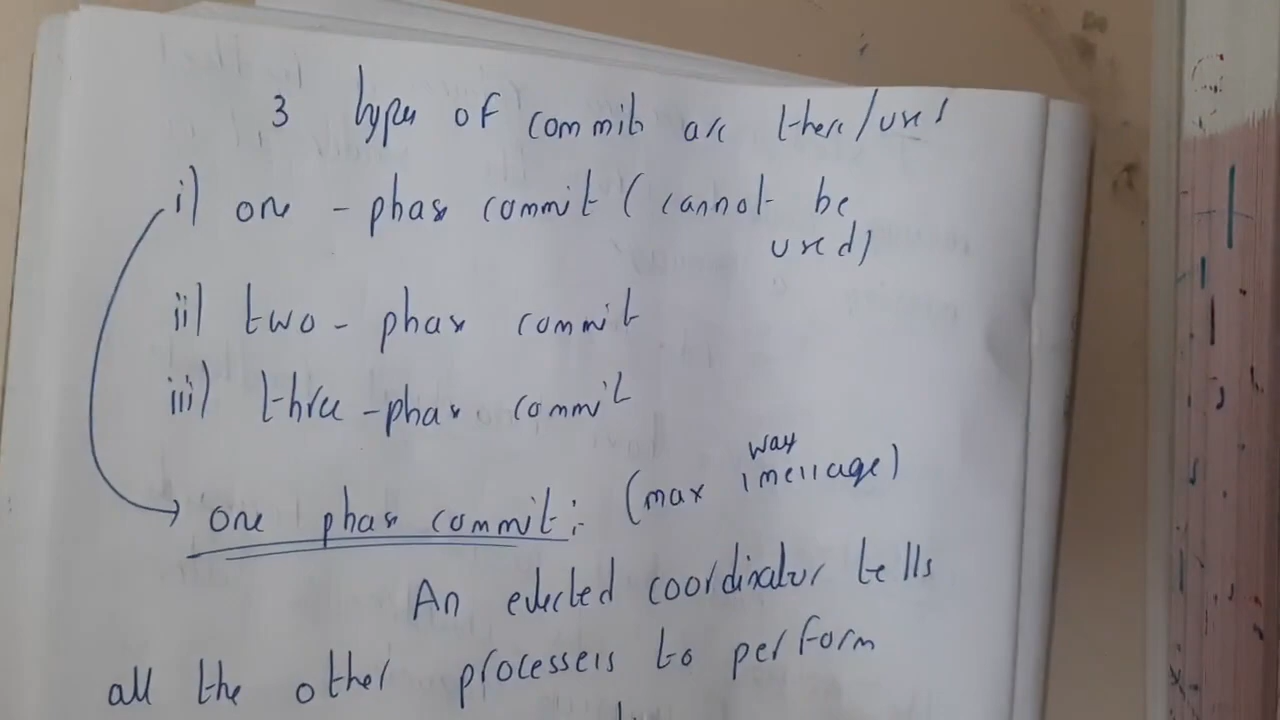 3 types of commit are there/used
i) one - phase commit (cannot be
used)
ii) two - phase commit
iii) three - phase commit
way
one phase commit :- (max 1 message)
An elected coordinator tells
all the other processers to perform